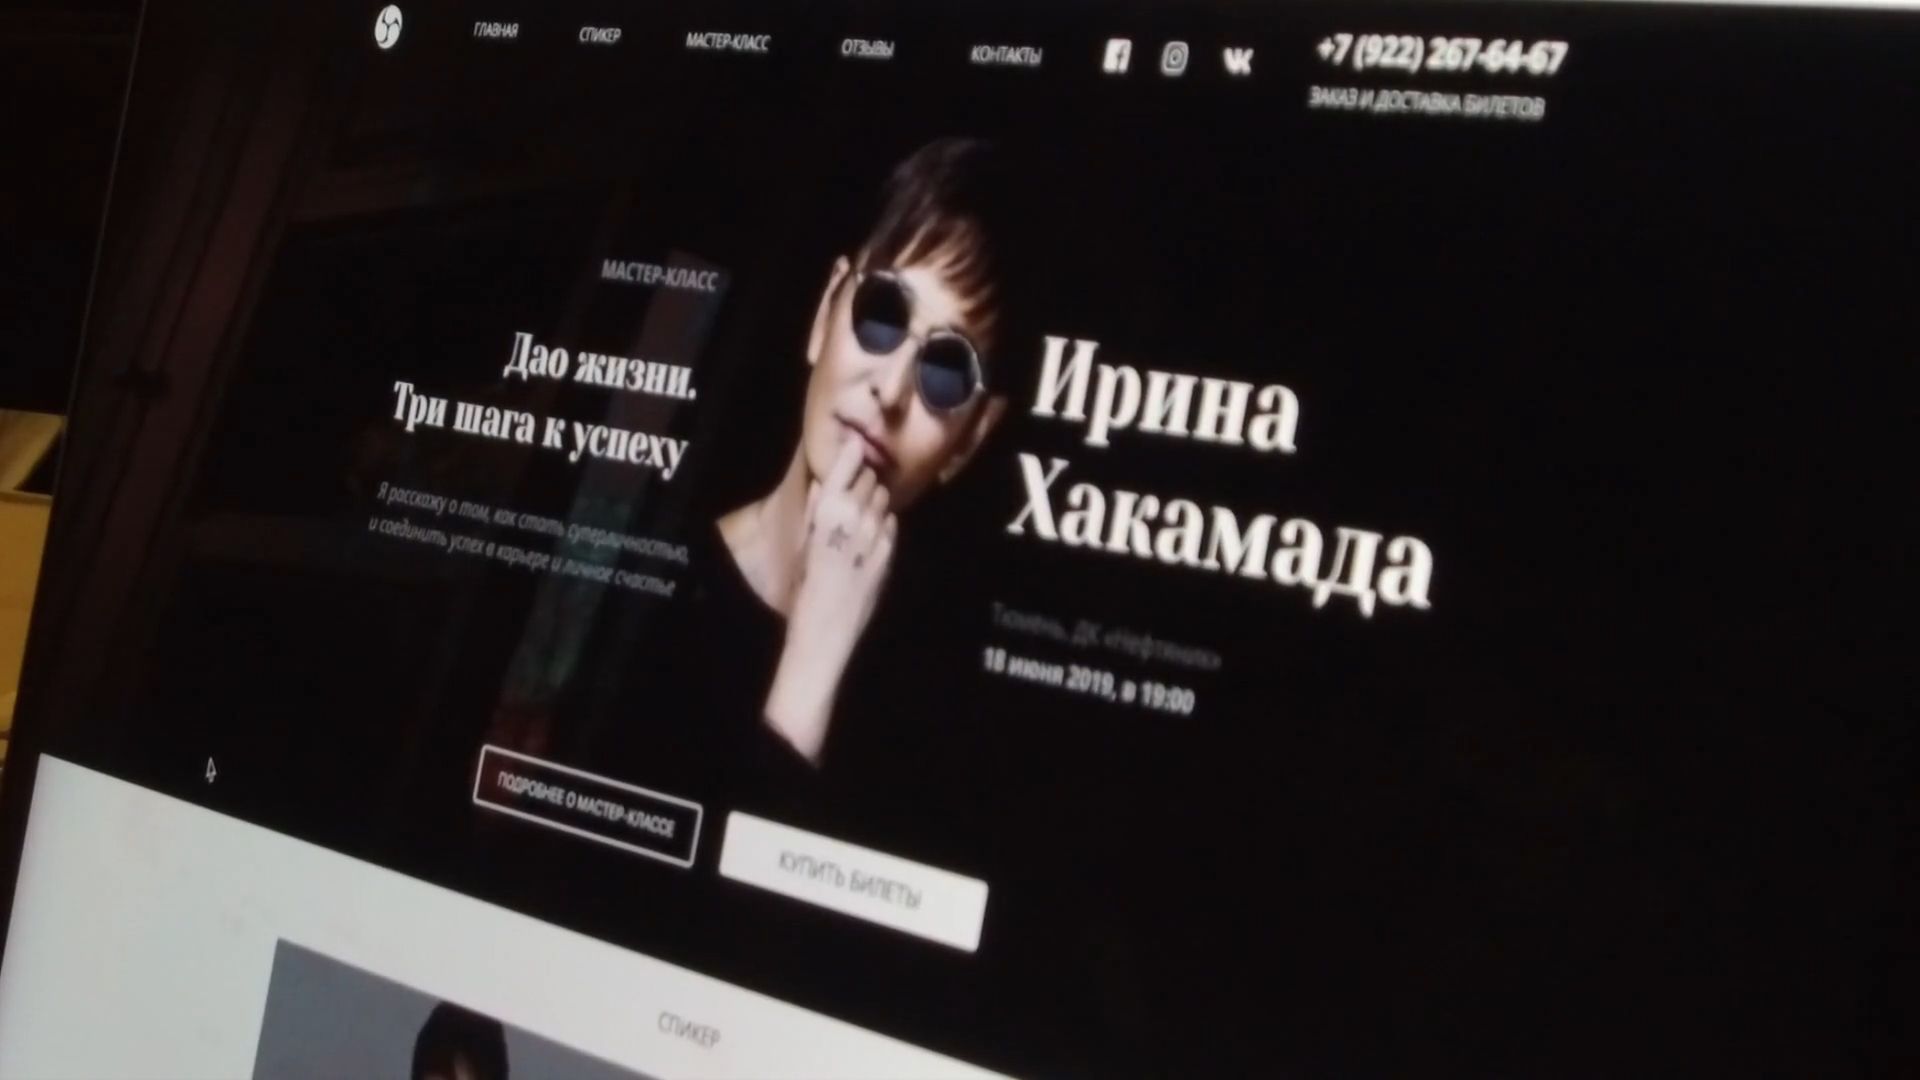 ГЛАВНАЯ
СПИКЕР
МАСТЕР-КЛАСС
ОТЗЫВЫ
КОНТАКТЫ
+7 (922) 267-64-67
ЗАКАЗ И ДОСТАВКА БИЛЕТОВ
МАСТЕР-КЛАСС
Дао жизни.
Три шага к успеху
Я расскажу о том, как стать суперличностью,
и соединить успех в карьере и личное счастье
Ирина
Хакамада
Тюмень, ДК «Нефтяник»
18 июня 2019, в 19:00
ПОДРОБНЕЕ О МАСТЕР-КЛАССЕ
КУПИТЬ БИЛЕТЫ
СПИКЕР